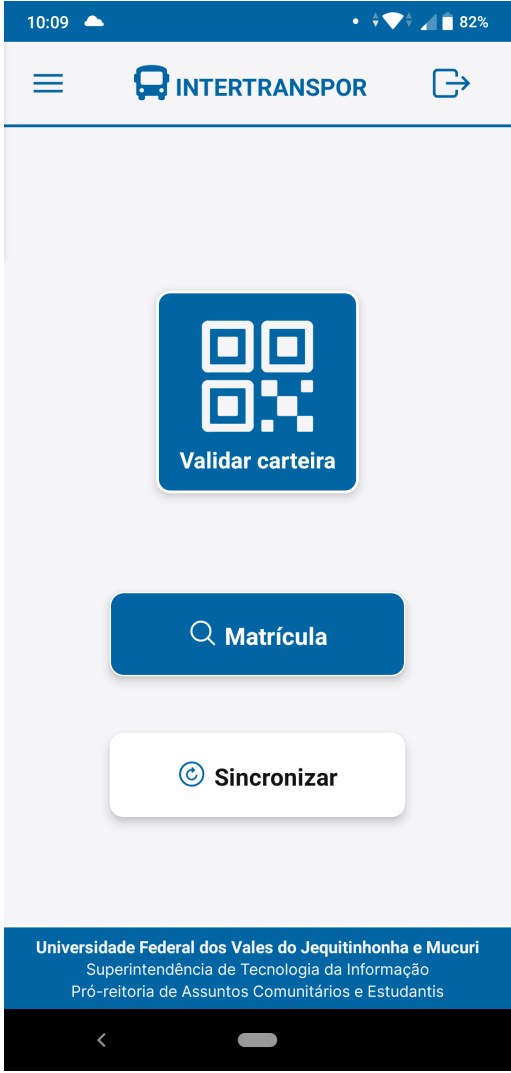 10:09
82%
INTERTRANSPOR
Validar carteira
Matrícula
Sincronizar
Universidade Federal dos Vales do Jequitinhonha e Mucuri
Superintendência de Tecnologia da Informação
Pró-reitoria de Assuntos Comunitários e Estudantis